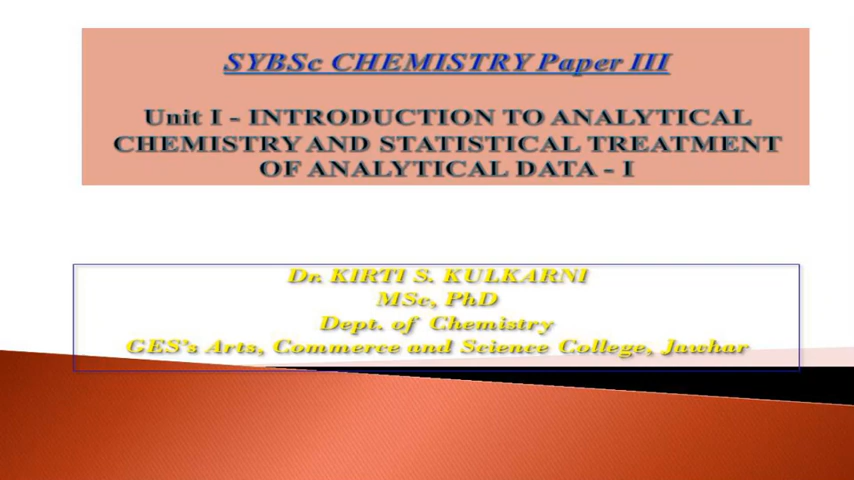 SYBSc CHEMISTRY Paper III
Unit I - INTRODUCTION TO ANALYTICAL
CHEMISTRY AND STATISTICAL TREATMENT
OF ANALYTICAL DATA - I
Dr. KIRTI S. KULKARNI
MSc, PhD
Dept. of Chemistry
GES's Arts, Commerce and Science College, Jawhar